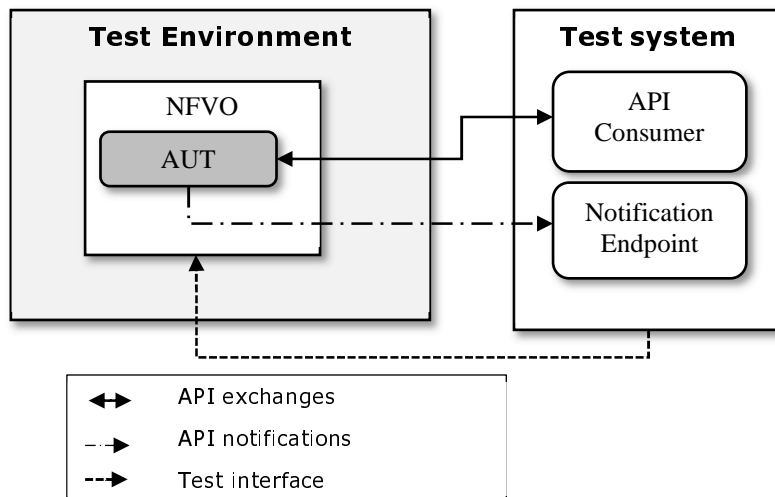 Test Environment
Test system
NFVO
AUT
API
Consumer
Notification
Endpoint
API exchanges
API notifications
Test interface